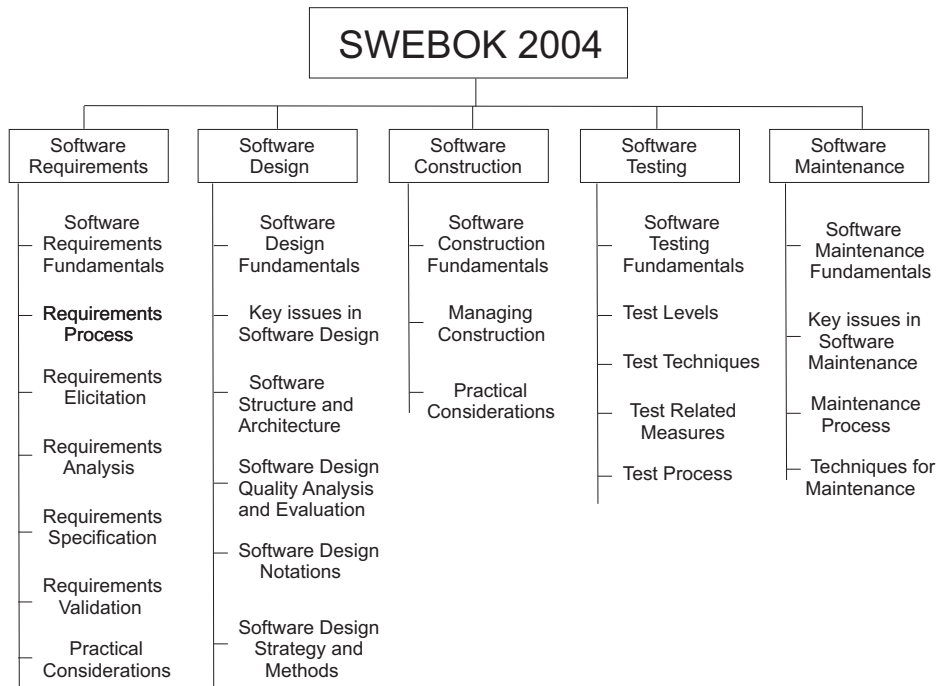 SWEBOK 2004
Software
Requirements
Software
Requirements
Fundamentals
Requirements
Process
Requirements
Elicitation
Requirements
Analysis
Requirements
Specification
Requirements
Validation
Practical
Considerations
Software
Design
Software
Design
Fundamentals
Key issues in
Software Design
Software
Structure and
Architecture
Software Design
Quality Analysis
and Evaluation
Software Design
Notations
Software Design
Strategy and
Methods
Software
Construction
Software
Construction
Fundamentals
Managing
Construction
Practical
Considerations
Software
Testing
Software
Testing
Fundamentals
Test Levels
Test Techniques
Test Related
Measures
Test Process
Software
Maintenance
Software
Maintenance
Fundamentals
Key issues in
Software
Maintenance
Maintenance
Process
Techniques for
Maintenance